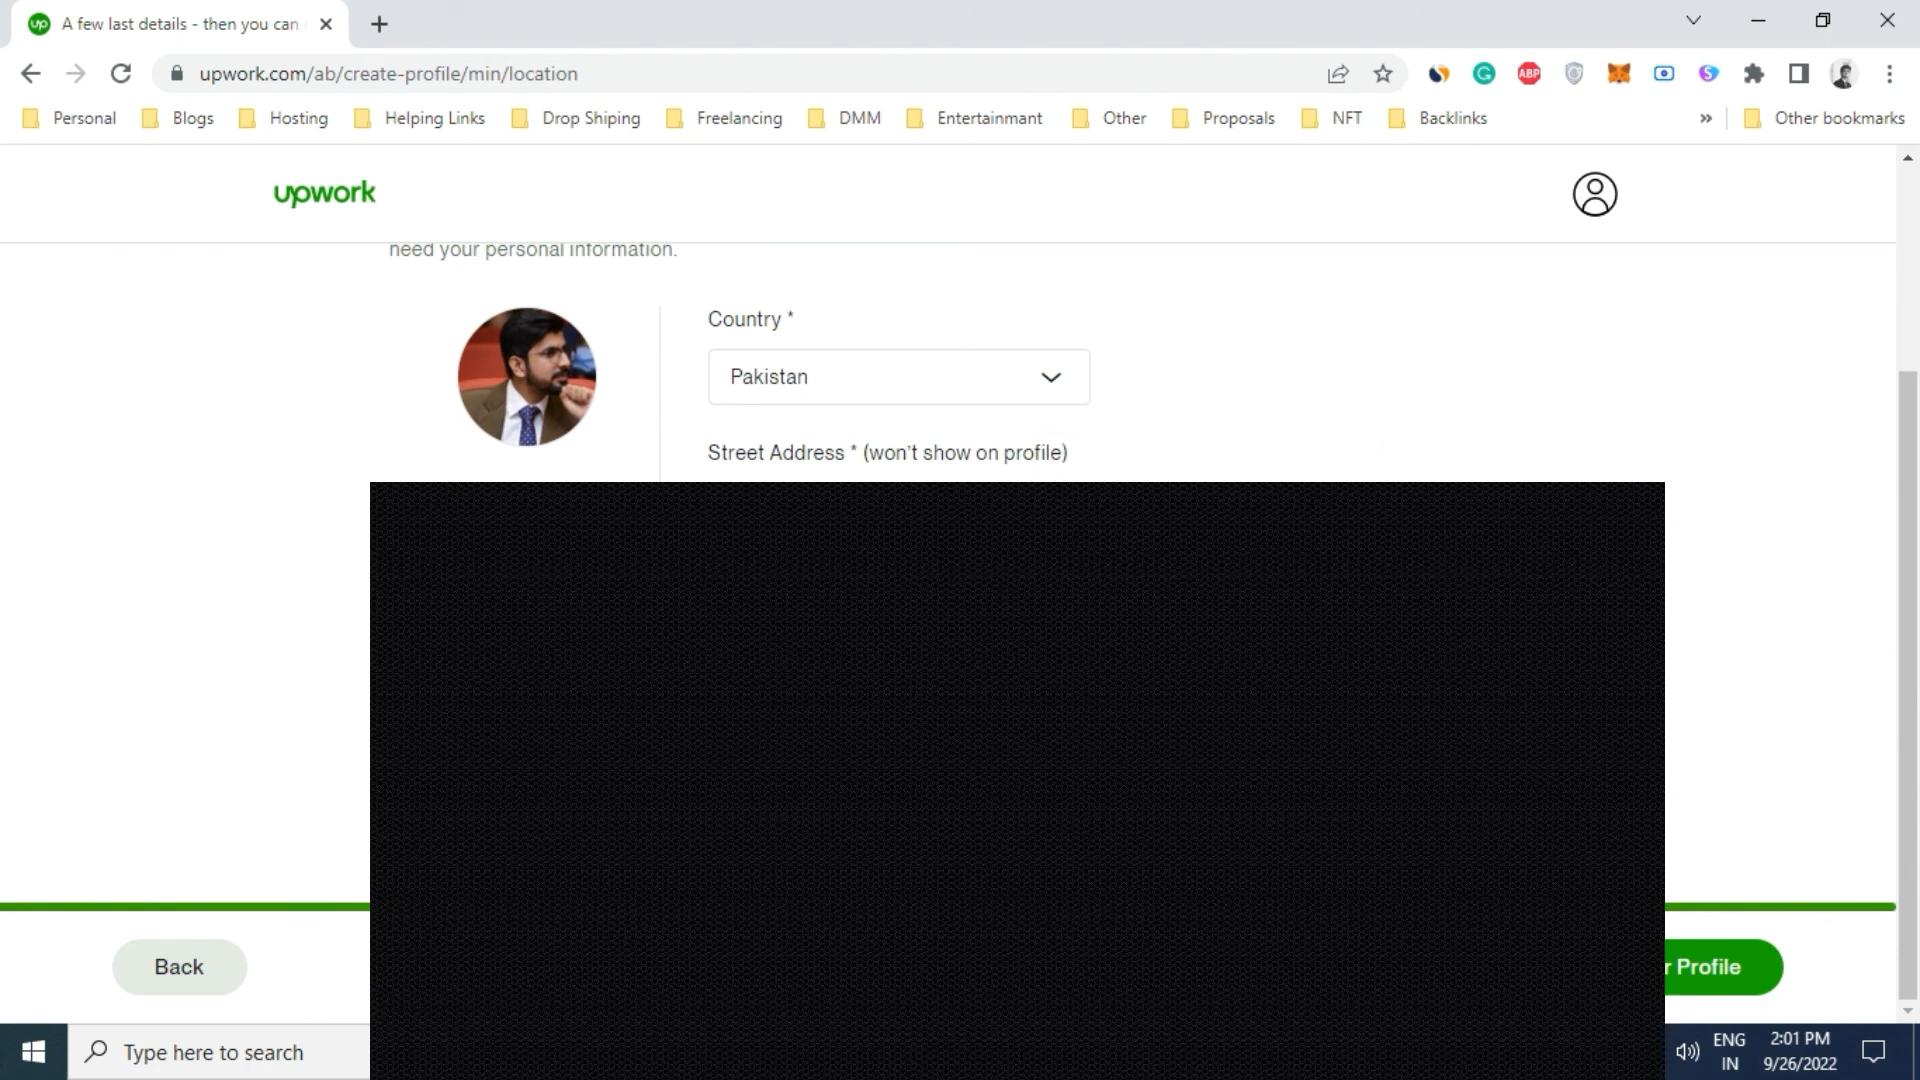 up A few last details - then you can
upwork.com/ab/create-profile/min/location
ABP
Personal Blogs Hosting Helping Links Drop Shiping Freelancing DMM Entertainmant Other Proposals NFT Backlinks » Other bookmarks
upwork
need your personal information.
Country *
Pakistan
Street Address * (won't show on profile)
Back
r Profile
Type here to search
ENG 2:01 PM
IN 9/26/2022